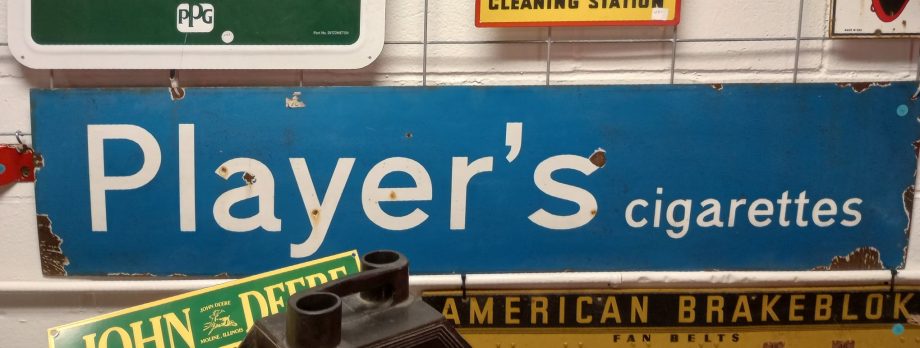 PPG
CLEANING STATION
Player's cigarettes
JOHN DEERE
JOHN DEERE
MOLINE, ILLINOIS
AMERICAN BRAKEBLOK
FAN BELTS